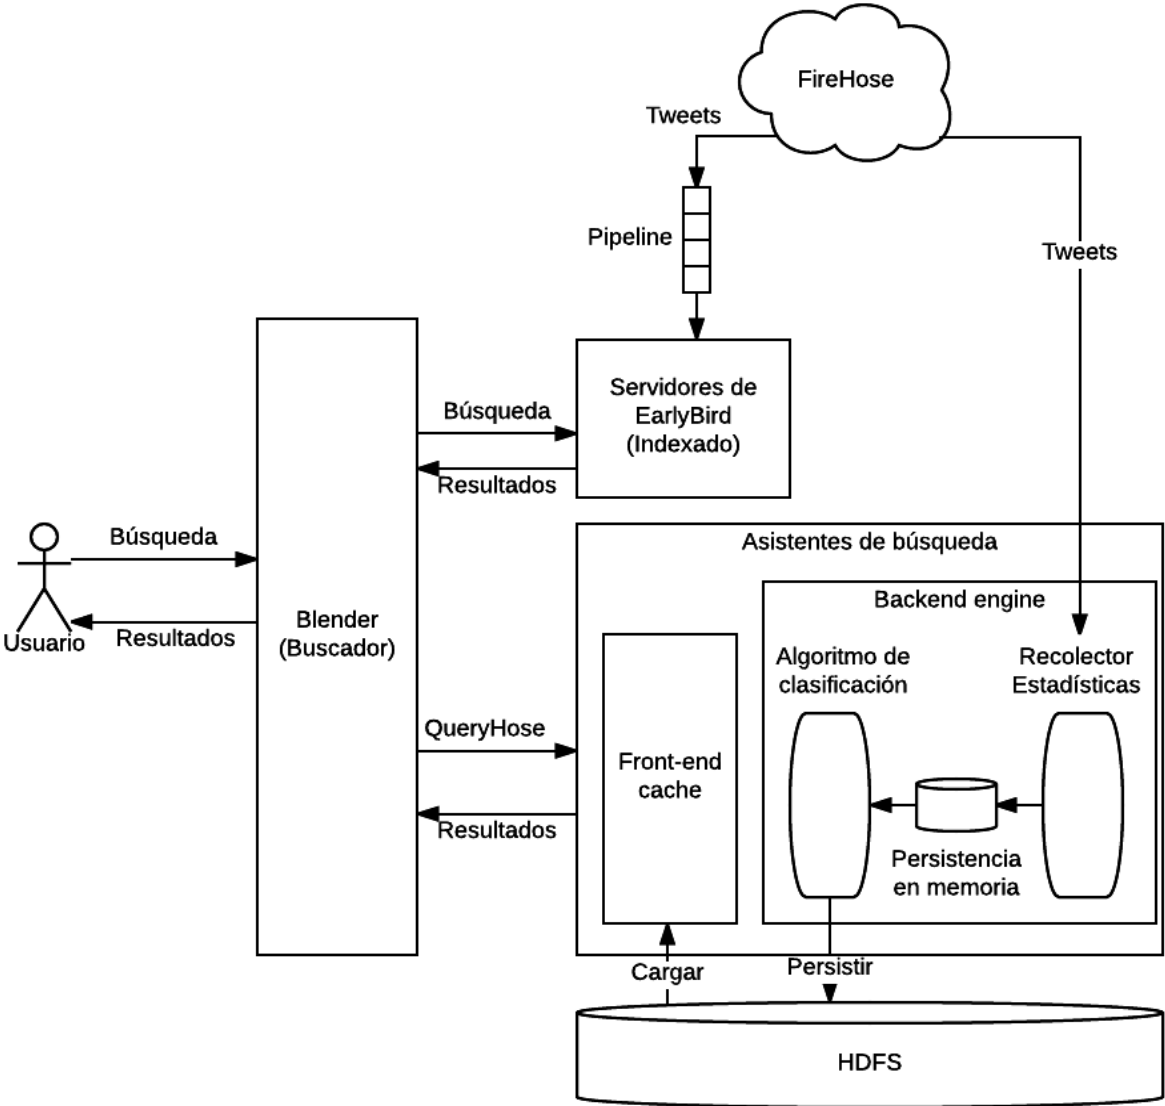 FireHose
Tweets
Pipeline
Tweets
Servidores de
EarlyBird
(Indexado)
Búsqueda
Resultados
Búsqueda
Resultados
Usuario
Blender
(Buscador)
Asistentes de búsqueda
Backend engine
Algoritmo de
clasificación
Recolector
Estadísticas
QueryHose
Resultados
Front-end
cache
Persistencia
en memoria
Cargar
Persistir
HDFS